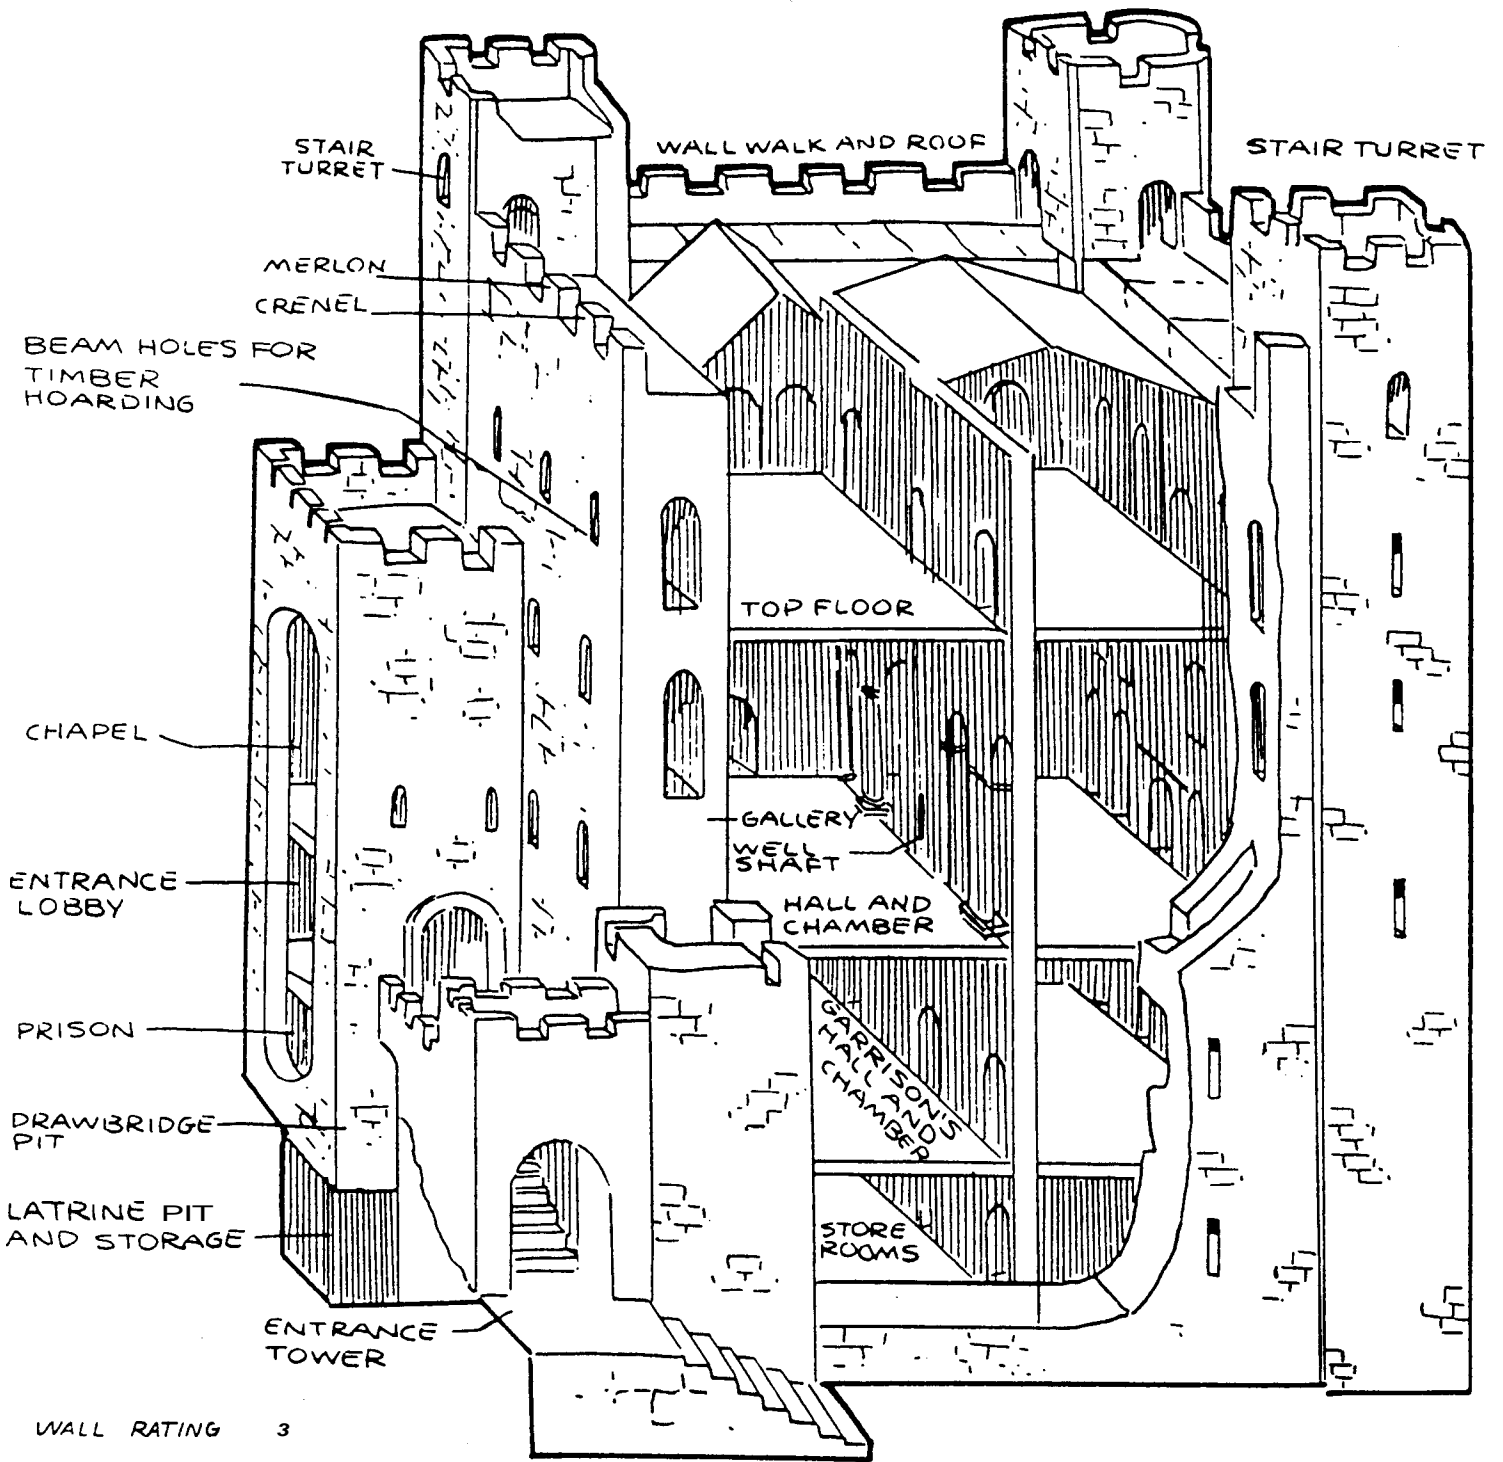 STAIR
TURRET
WALL WALK AND ROOF
STAIR TURRET
MERLON
CRENEL
BEAM HOLES FOR
TIMBER
HOARDING
TOP FLOOR
CHAPEL
GALLERY
WELL
SHAFT
ENTRANCE
LOBBY
HALL AND
CHAMBER
PRISON
GARRISON'S
HALL AND
CHAMBER
DRAWBRIDGE
PIT
LATRINE PIT
AND STORAGE
STORE
ROOMS
ENTRANCE
TOWER
WALL RATING 3